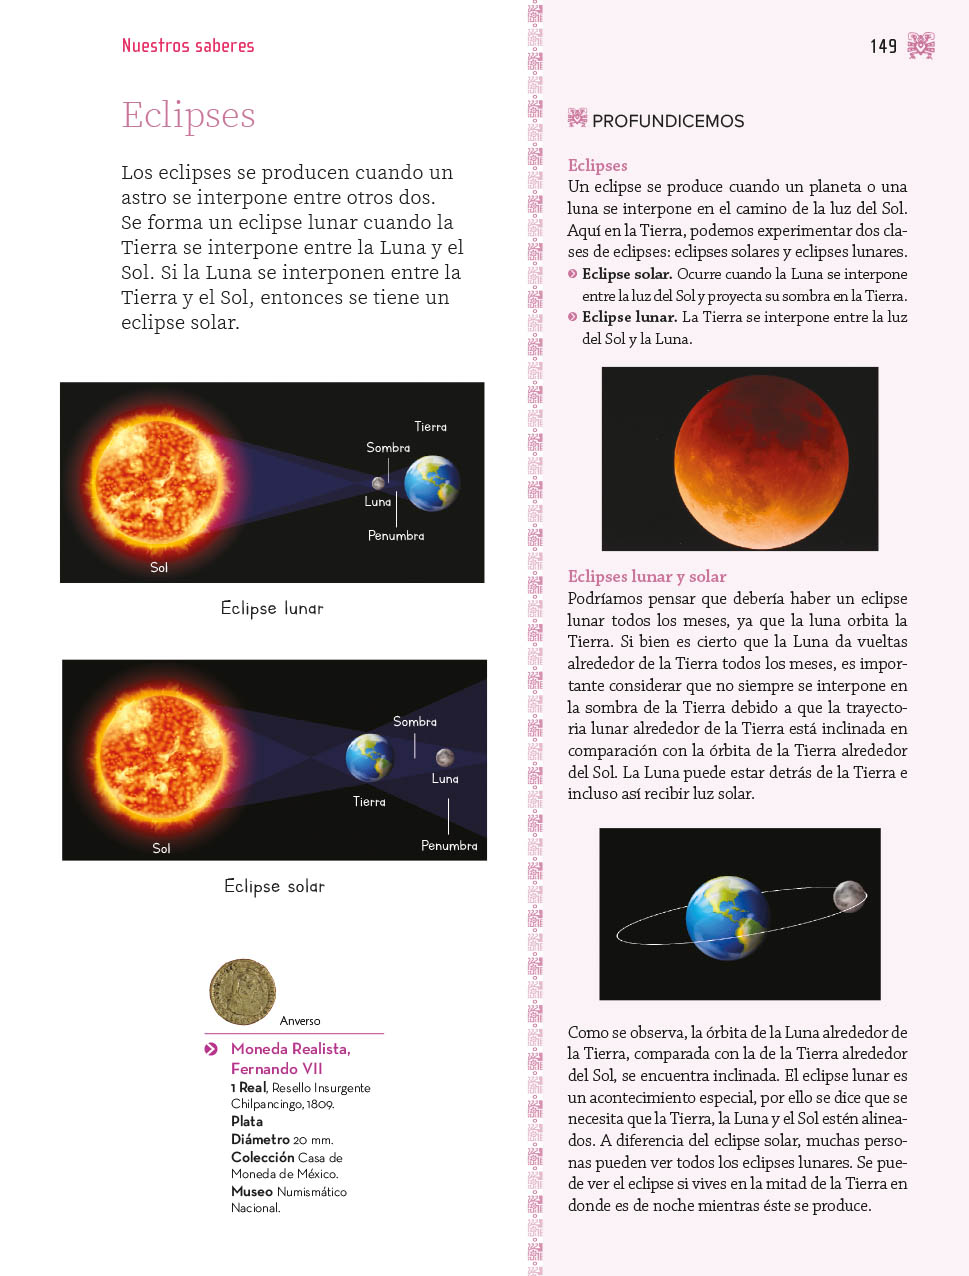 Nuestros saberes
Eclipses
Los eclipses se producen cuando un
astro se interpone entre otros dos.
Se forma un eclipse lunar cuando la
Tierra se interpone entre la Luna y el
Sol. Si la Luna se interponen entre la
Tierra y el Sol, entonces se tiene un
eclipse solar.
Tierra
Sombra
Luna
Penumbra
Sol
Eclipse lunar
Sombra
Luna
Tierra
Penumbra
Sol
Eclipse solar
Anverso
Moneda Realista,
Fernando VII
1 Real, Resello Insurgente
Chilpancingo, 1809.
Plata
Diámetro 20 mm.
Colección Casa de
Moneda de México.
Museo Numismático
Nacional.
149
PROFUNDICEMOS
Eclipses
Un eclipse se produce cuando un planeta o una
luna se interpone en el camino de la luz del Sol.
Aquí en la Tierra, podemos experimentar dos cla-
ses de eclipses: eclipses solares y eclipses lunares.
Eclipse solar. Ocurre cuando la Luna se interpone
entre la luz del Sol y proyecta su sombra en la Tierra.
Eclipse lunar. La Tierra se interpone entre la luz
del Sol y la Luna.
Eclipses lunar y solar
Podríamos pensar que debería haber un eclipse
lunar todos los meses, ya que la luna orbita la
Tierra. Si bien es cierto que la Luna da vueltas
alrededor de la Tierra todos los meses, es impor-
tante considerar que no siempre se interpone en
la sombra de la Tierra debido a que la trayecto-
ria lunar alrededor de la Tierra está inclinada en
comparación con la órbita de la Tierra alrededor
del Sol. La Luna puede estar detrás de la Tierra e
incluso así recibir luz solar.
Como se observa, la órbita de la Luna alrededor de
la Tierra, comparada con la de la Tierra alrededor
del Sol, se encuentra inclinada. El eclipse lunar es
un acontecimiento especial, por ello se dice que se
necesita que la Tierra, la Luna y el Sol estén alinea-
dos. A diferencia del eclipse solar, muchas perso-
nas pueden ver todos los eclipses lunares. Se pue-
de ver el eclipse si vives en la mitad de la Tierra en
donde es de noche mientras éste se produce.